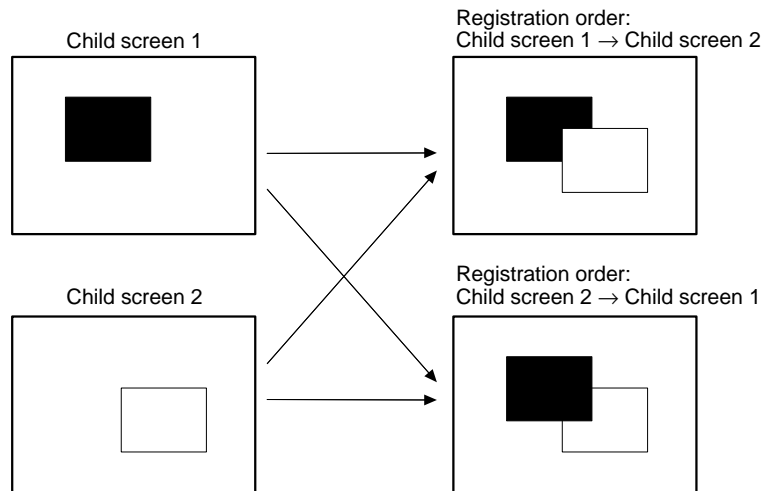 Child screen 1
Registration order:
Child screen 1 → Child screen 2
Child screen 2
Registration order:
Child screen 2 → Child screen 1